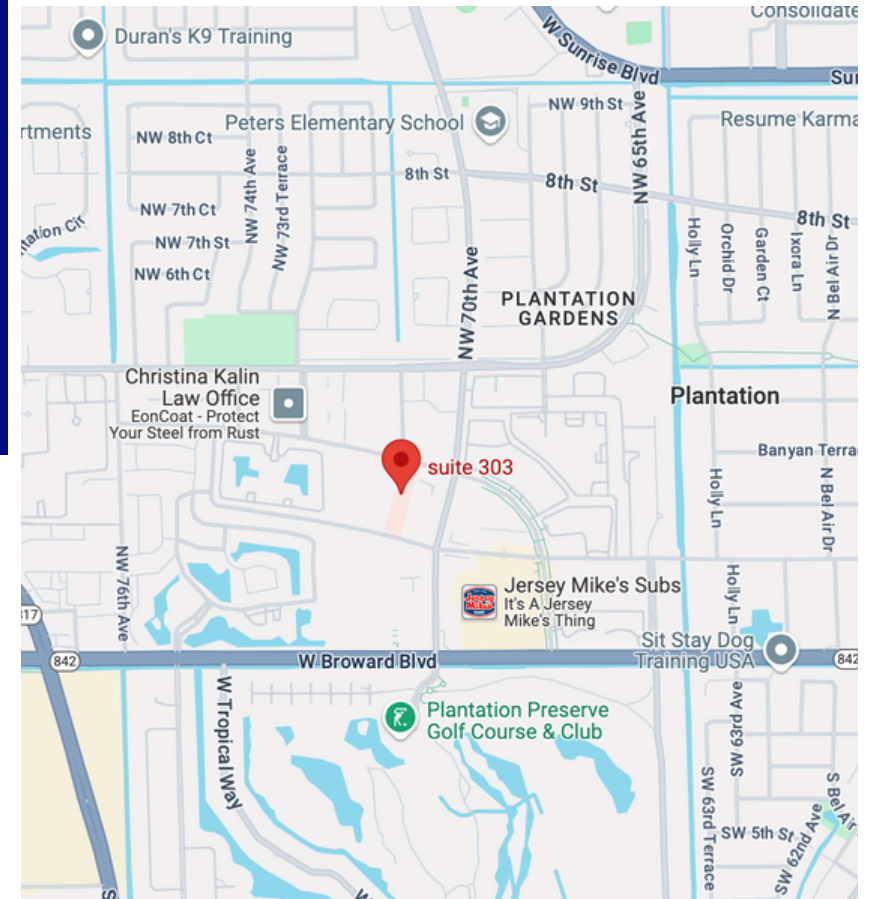 Consolidate
Duran's K9 Training
W Sunrise Blvd
Sur
NW 9th St
rtments
Peters Elementary School
Resume Karma
NW 8th Ct
NW 65th Ave
NW 74th Ave
NW 73rd Terrace
8th St
8th St
NW 7th Ct
8th St
tation Cir
NW 7th St
Holly Ln
Orchid Dr
Garden Ct
Ixora Ln
N Bel Air Dr
NW 6th Ct
NW 70th Ave
PLANTATION
GARDENS
Christina Kalin
Law Office
EonCoat - Protect
Your Steel from Rust
Plantation
suite 303
Banyan Terra
Holly Ln
N Bel Air Dr
NW 76th Ave
Jersey Mike's Subs
It's A Jersey
Mike's Thing
Holly Ln
817
Sit Stay Dog
Training USA
842
W Broward Blvd
842
W Tropical Way
Plantation Preserve
Golf Course & Club
SW 63rd Ave
SW 63rd Terrace
S Bel Air
SW 5th St
SW 62nd Ave